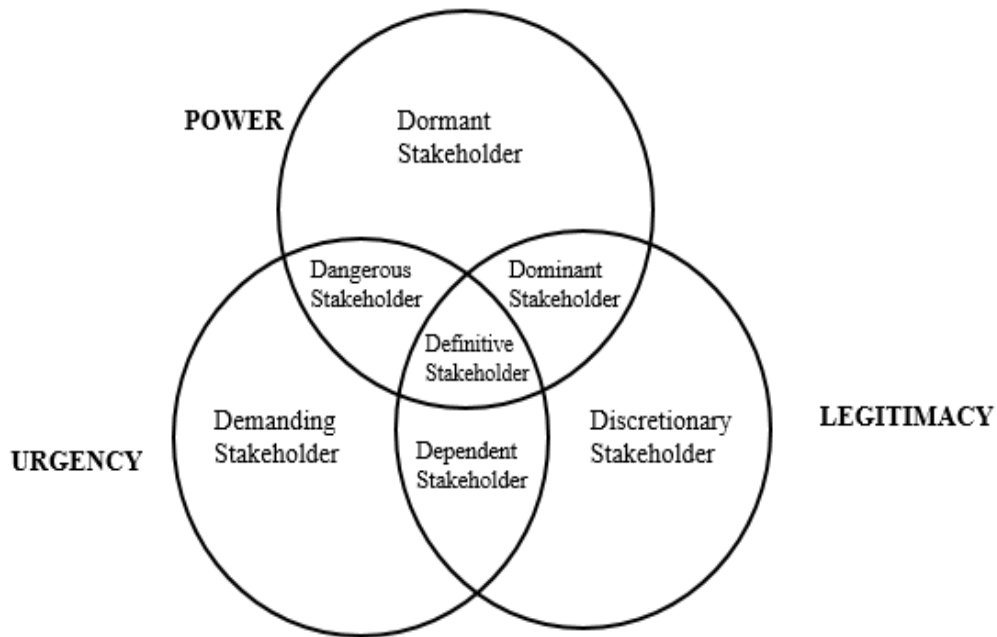 POWER
Dormant
Stakeholder
Dangerous
Stakeholder
Dominant
Stakeholder
Definitive
Stakeholder
Demanding
Stakeholder
Discretionary
Stakeholder
LEGITIMACY
URGENCY
Dependent
Stakeholder